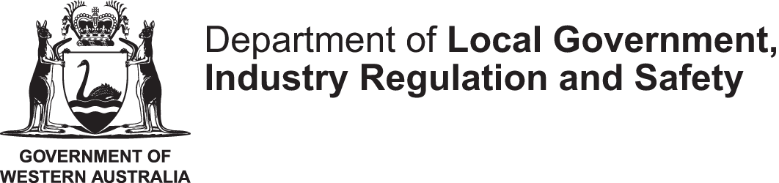 Department of Local Government,
Industry Regulation and Safety
GOVERNMENT OF
WESTERN AUSTRALIA